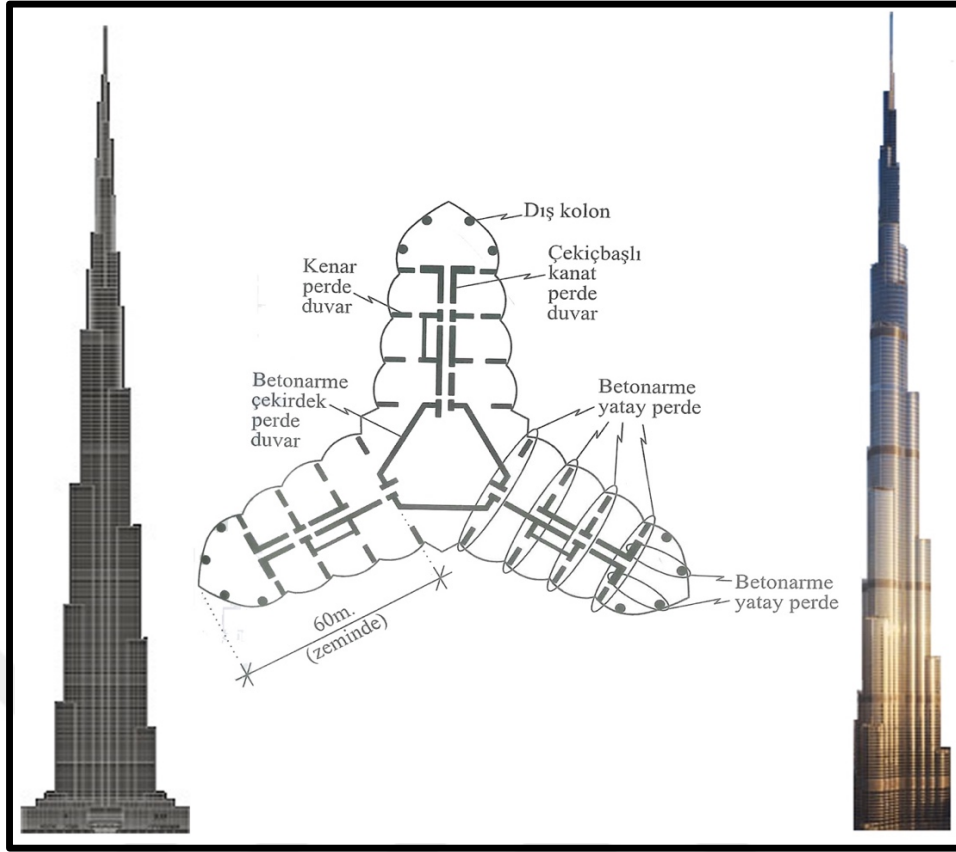 Dış kolon
Çekiçbaşlı
kanat
perde
duvar
Kenar
perde
duvar
Betonarme
çekirdek
perde
duvar
Betonarme
yatay perde
Betonarme
yatay perde
60m.
(zeminde)